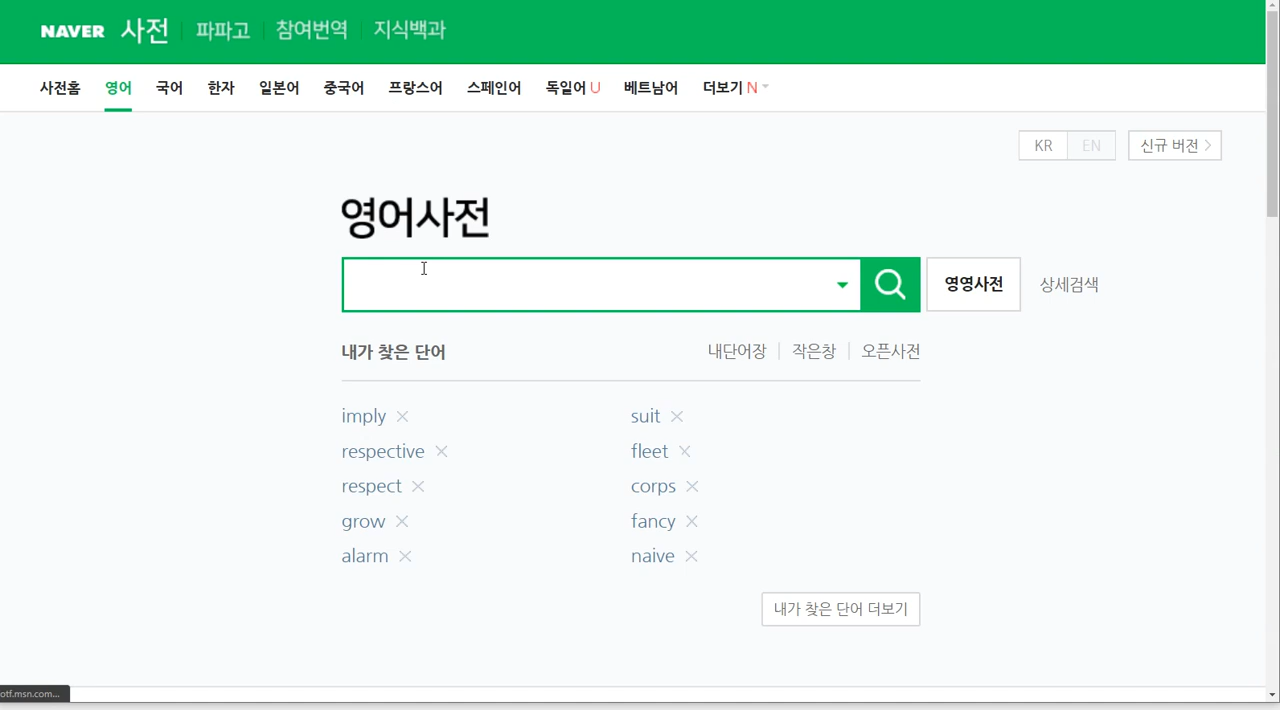 NAVER 사전 파파고 참여번역 지식백과
사전홈 영어 국어 한자 일본어 중국어 프랑스어 스페인어 독일어 U 베트남어 더보기 N
KR EN 신규 버전
영어사전
영영사전 상세검색
내가 찾은 단어 내단어장 작은창 오픈사전
imply suit
respective fleet
respect corps
grow fancy
alarm naive
내가 찾은 단어 더보기
otf.msn.com...